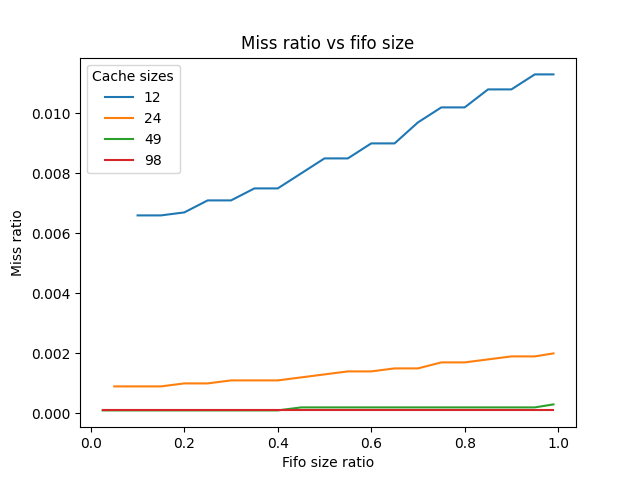 Miss ratio vs fifo size
Cache sizes
12
24
49
98
0.010
0.008
0.006
0.004
0.002
0.000
Miss ratio
0.0 0.2 0.4 0.6 0.8 1.0
Fifo size ratio